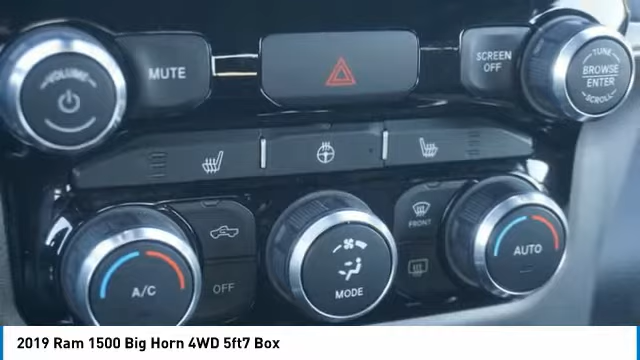 VOLUME
MUTE
SCREEN
OFF
TUNE
BROWSE
ENTER
SCROLL
A/C
OFF
MODE
FRONT
AUTO
2019 Ram 1500 Big Horn 4WD 5ft7 Box